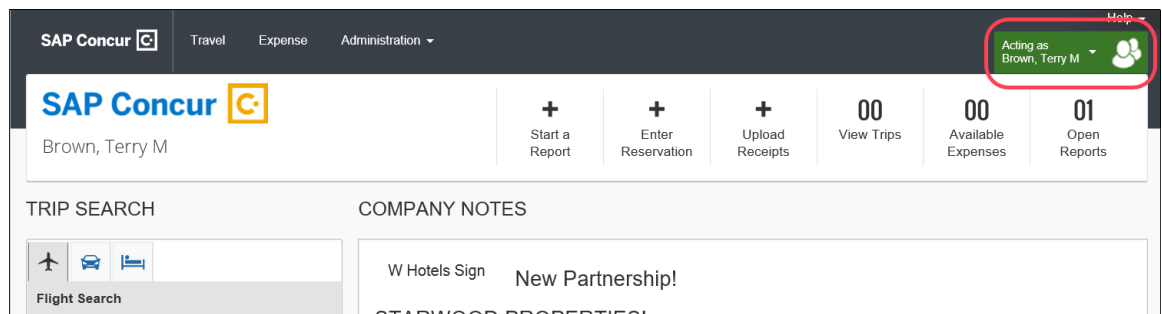 Help
SAP Concur
Travel
Expense
Administration
Acting as
Brown, Terry M
SAP Concur
Brown, Terry M
Start a
Report
Enter
Reservation
Upload
Receipts
00
View Trips
00
Available
Expenses
01
Open
Reports
TRIP SEARCH
COMPANY NOTES
Flight Search
W Hotels Sign
New Partnership!
STARWOOD PROPERTIES!